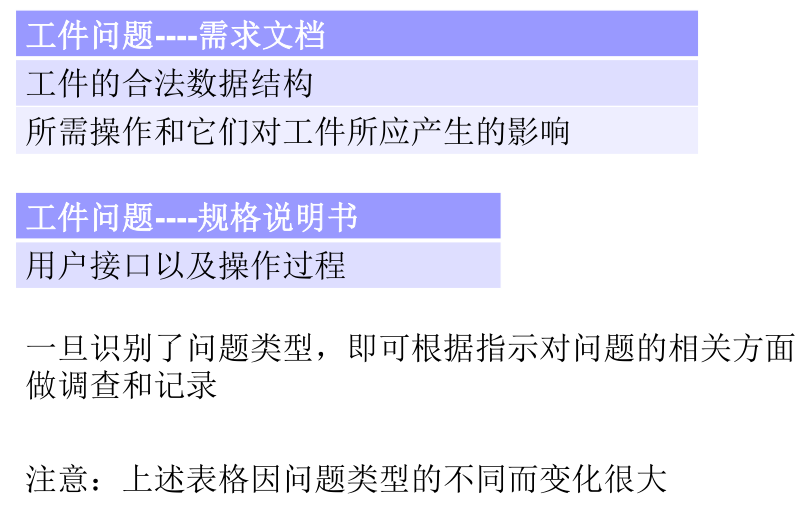 工件问题----需求文档
工件的合法数据结构
所需操作和它们对工件所应产生的影响
工件问题----规格说明书
用户接口以及操作过程
一旦识别了问题类型，即可根据指示对问题的相关方面
做调查和记录
注意：上述表格因问题类型的不同而变化很大